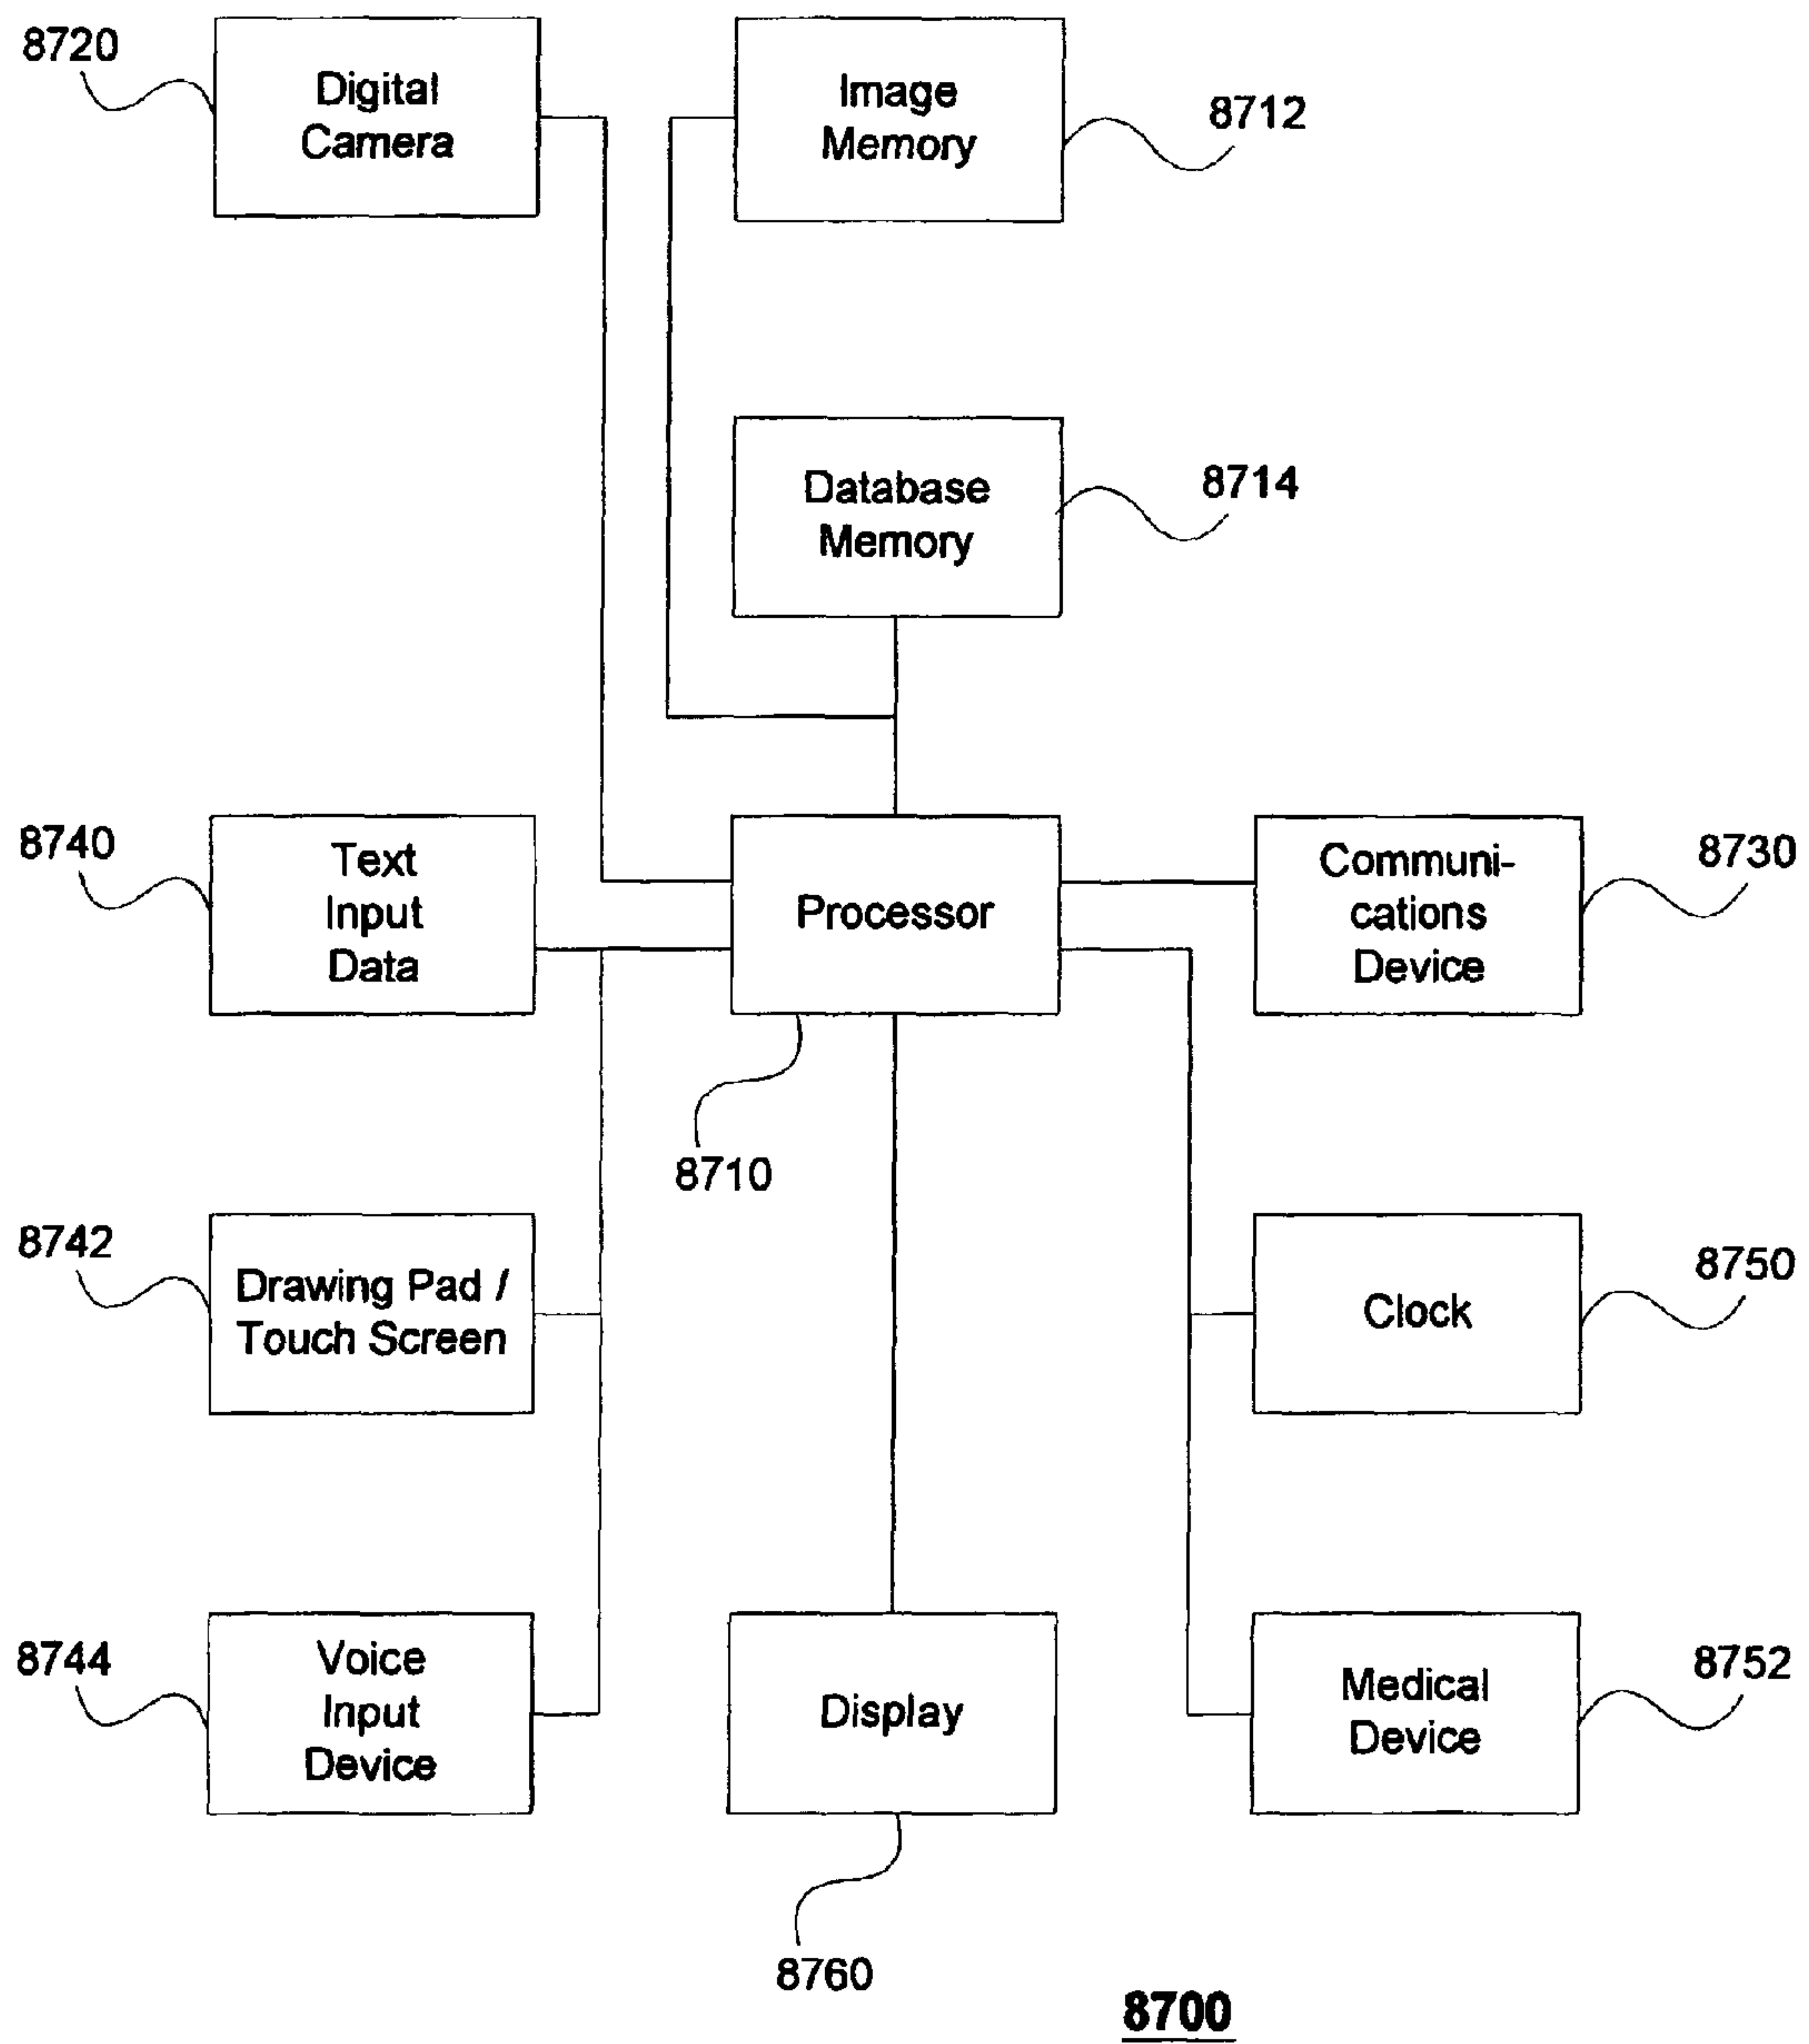 8720
Digital
Camera
Image
Memory
8712
Database
Memory
8714
8740
Text
Input
Data
Processor
8710
Communi-
cations
Device
8730
8742
Drawing Pad /
Touch Screen
Clock
8750
8744
Voice
Input
Device
Display
8760
Medical
Device
8752
8700